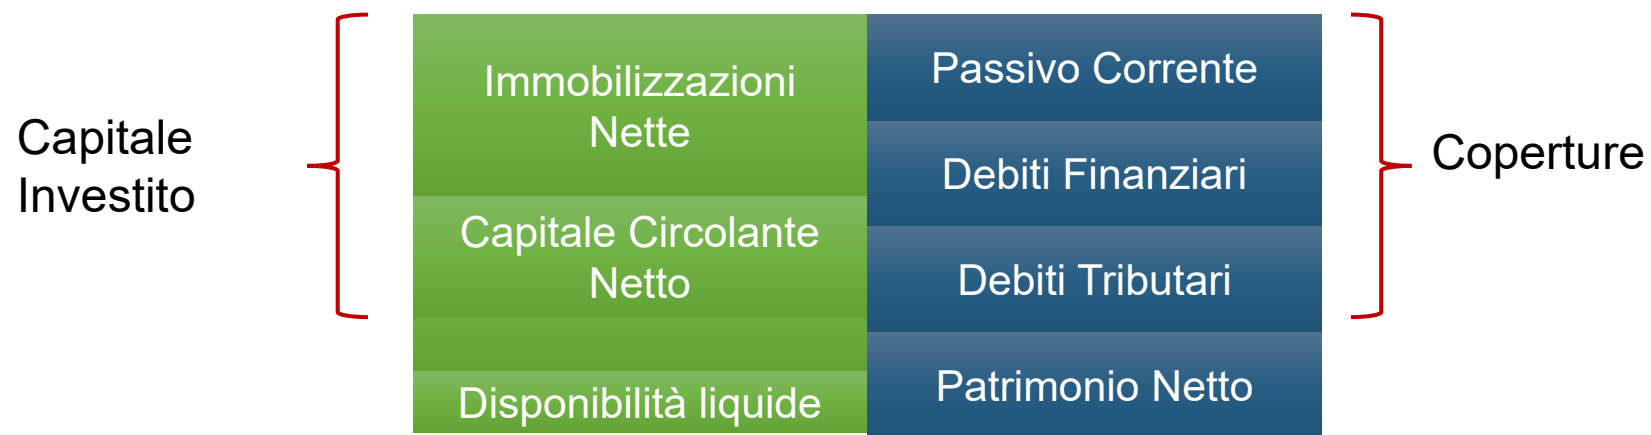 Capitale
Investito
Immobilizzazioni
Nette
Capitale Circolante
Netto
Disponibilità liquide
Passivo Corrente
Debiti Finanziari
Debiti Tributari
Patrimonio Netto
Coperture